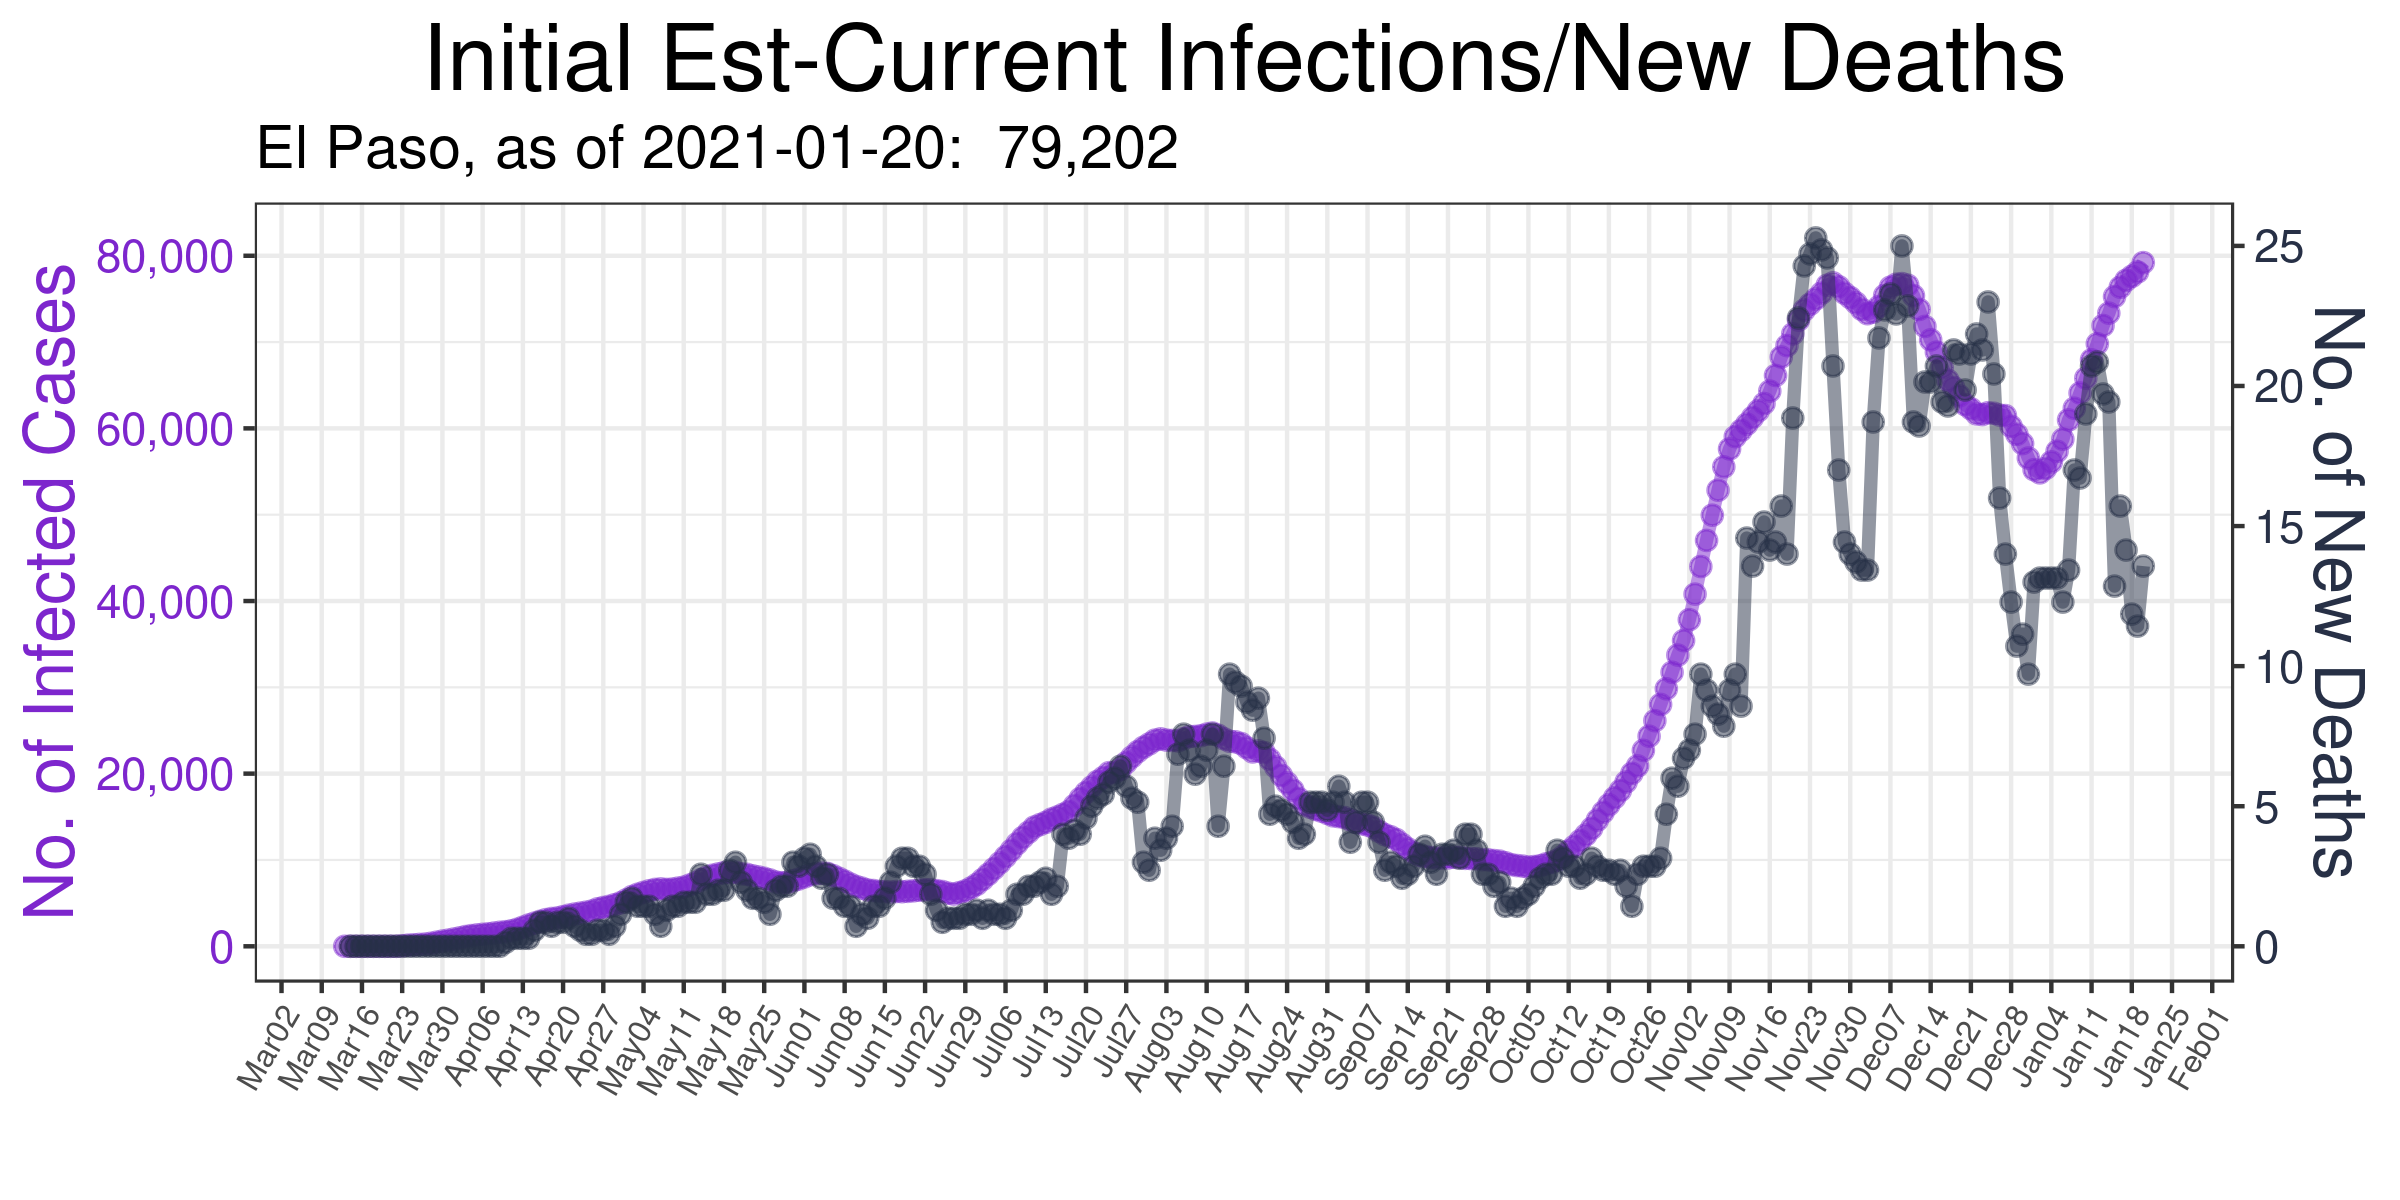 Initial Est-Current Infections/New Deaths
El Paso, as of 2021-01-20:  79,202
No. of Infected Cases
80,000
60,000
40,000
20,000
0
25
20
15
10
5
0
No. of New Deaths
Mar02
Mar09
Mar16
Mar23
Mar30
Apr06
Apr13
Apr20
Apr27
May04
May11
May18
May25
Jun01
Jun08
Jun15
Jun22
Jun29
Jul06
Jul13
Jul20
Jul27
Aug03
Aug10
Aug17
Aug24
Aug31
Sep07
Sep14
Sep21
Sep28
Oct05
Oct12
Oct19
Oct26
Nov02
Nov09
Nov16
Nov23
Nov30
Dec07
Dec14
Dec21
Dec28
Jan04
Jan11
Jan18
Jan25
Feb01